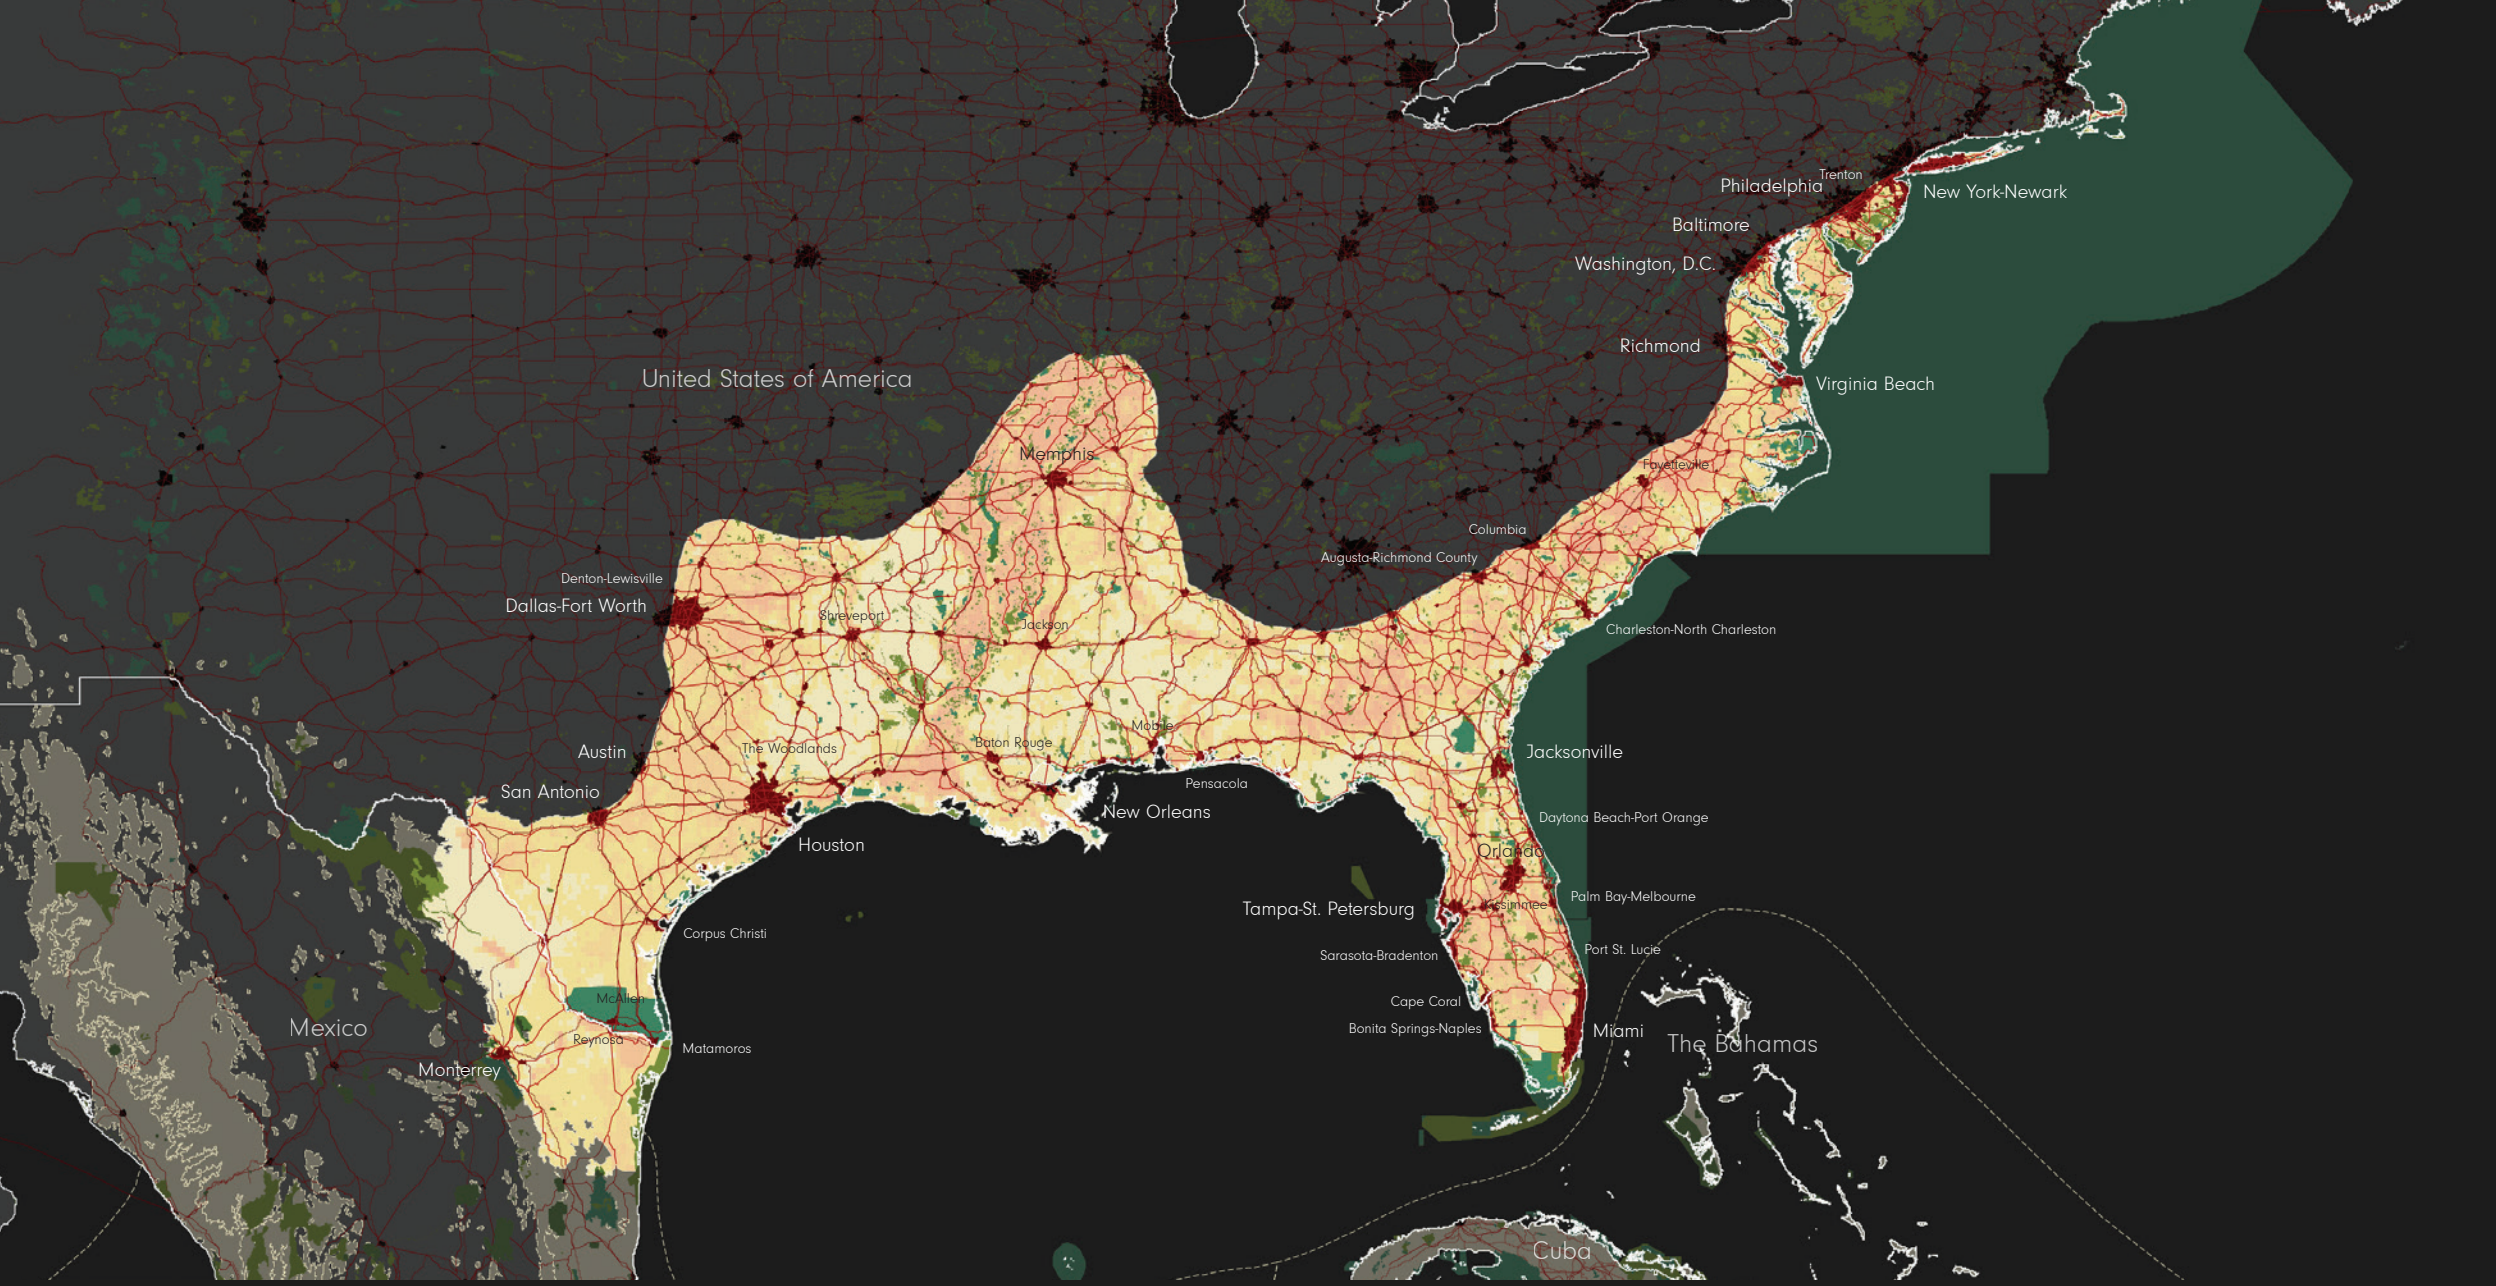 Trenton
Philadelphia
New York-Newark
Baltimore
Washington, D.C.
Richmond
United States of America
Virginia Beach
Memphis
Fayetteville
Columbia
Augusta-Richmond County
Denton-Lewisville
Dallas-Fort Worth
Shreveport
Jackson
Charleston-North Charleston
Mobile
Baton Rouge
The Woodlands
Austin
Jacksonville
Pensacola
San Antonio
New Orleans
Daytona Beach-Port Orange
Houston
Orlando
Palm Bay-Melbourne
Kissimmee
Tampa-St. Petersburg
Corpus Christi
Port St. Lucie
Sarasota-Bradenton
McAllen
Cape Coral
Mexico
Bonita Springs-Naples
Miami
Reynosa
The Bahamas
Matamoros
Monterrey
Cuba